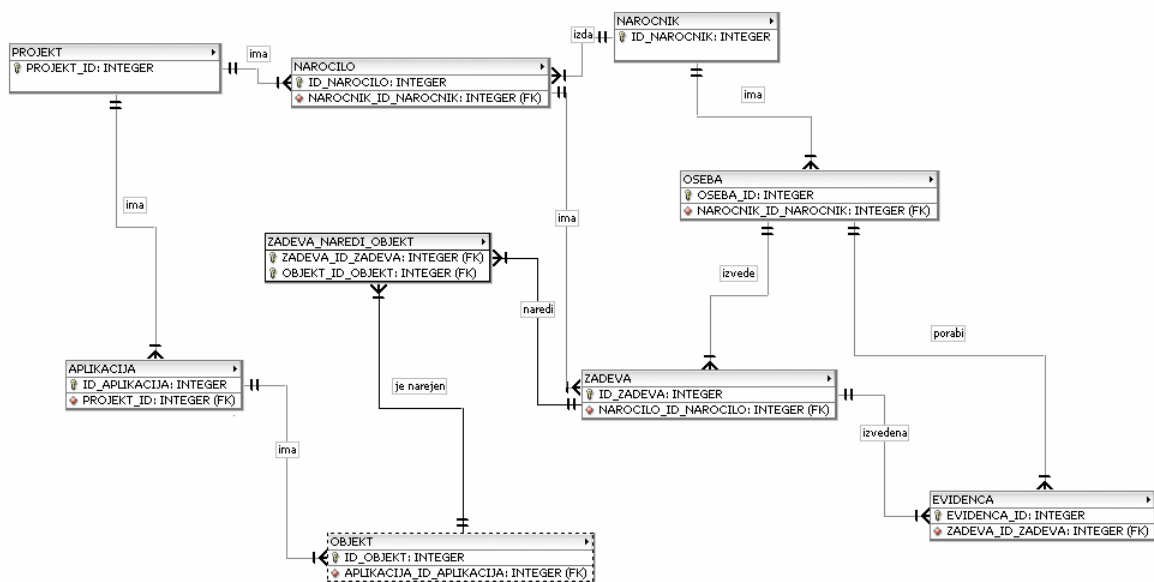 PROJEKT
PROJEKT_ID: INTEGER
ima
NAROCILO
ID_NAROCILO: INTEGER
NAROCNIK_ID_NAROCNIK: INTEGER (FK)
izda
NAROCNIK
ID_NAROCNIK: INTEGER
ima
OSEBA
OSEBA_ID: INTEGER
NAROCNIK_ID_NAROCNIK: INTEGER (FK)
ima
ima
ZADEVA_NAREDI_OBJEKT
ZADEVA_ID_ZADEVA: INTEGER (FK)
OBJEKT_ID_OBJEKT: INTEGER (FK)
izvede
naredi
porabi
APLIKACIJA
ID_APLIKACIJA: INTEGER
PROJEKT_ID: INTEGER (FK)
je narejen
ZADEVA
ID_ZADEVA: INTEGER
NAROCILO_ID_NAROCILO: INTEGER (FK)
izvedena
ima
EVIDENCA
EVIDENCA_ID: INTEGER
ZADEVA_ID_ZADEVA: INTEGER (FK)
OBJEKT
ID_OBJEKT: INTEGER
APLIKACIJA_ID_APLIKACIJA: INTEGER (FK)